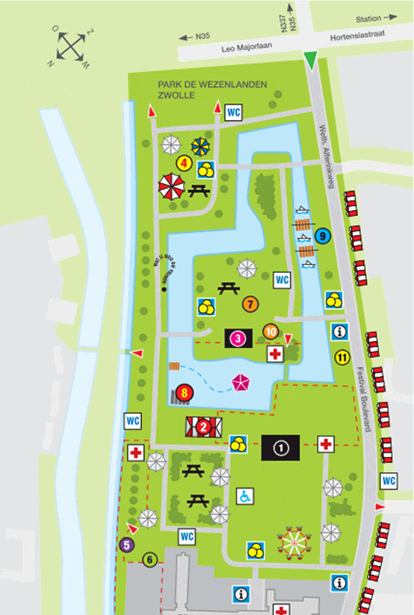 N35
N337
N35
Station
Leo Majorlaan
Hortensiastraat
PARK DE WEZENLANDEN
ZWOLLE
O
Z
N
W
WC
Weth. Alferinkweg
4
9
WC
7
10
3
11
Festival Boulevard
8
WC
2
1
WC
5
WC
6